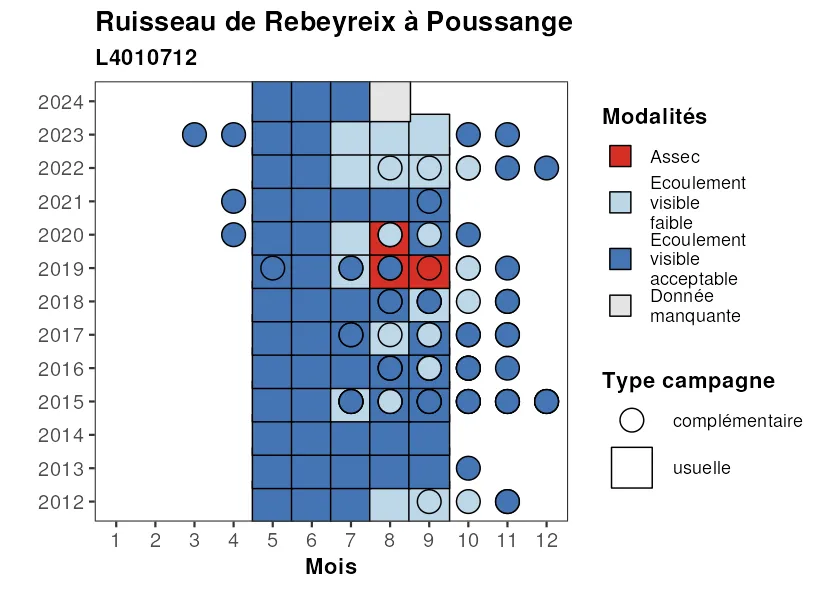 Ruisseau de Rebeyreix à Poussange
L4010712
2024
2023
2022
2021
2020
2019
2018
2017
2016
2015
2014
2013
2012
1 2 3 4 5 6 7 8 9 10 11 12
Mois
Modalités
Assec
Ecoulement
visible
faible
Ecoulement
visible
acceptable
Donnée
manquante
Type campagne
complémentaire
usuelle